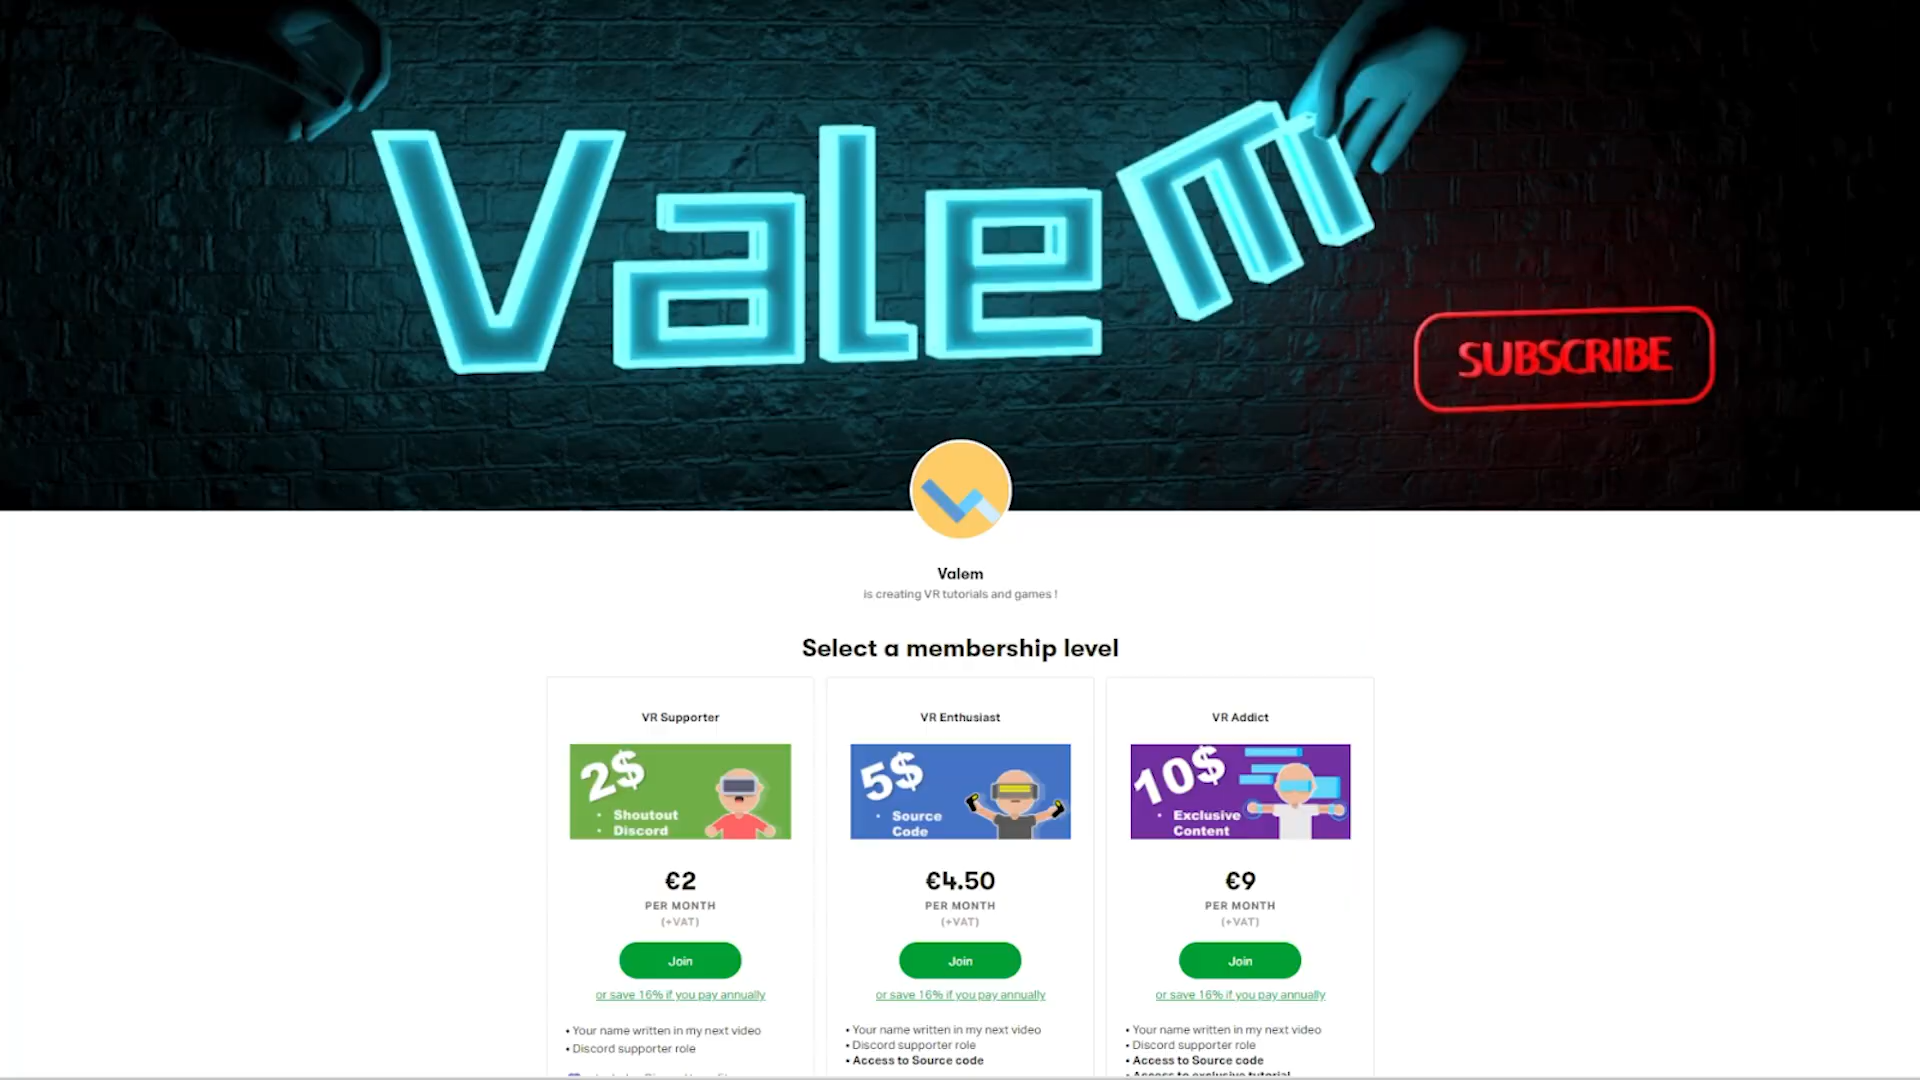 Valem
SUBSCRIBE
Valem
is creating VR tutorials and games !
Select a membership level
VR Supporter
2$
• Shoutout
• Discord
€2
PER MONTH
(+VAT)
Join
or save 16% if you pay annually
• Your name written in my next video
• Discord supporter role
VR Enthusiast
5$
• Source
Code
€4.50
PER MONTH
(+VAT)
Join
or save 16% if you pay annually
• Your name written in my next video
• Discord supporter role
• Access to Source code
VR Addict
10$
• Exclusive
Content
€9
PER MONTH
(+VAT)
Join
or save 16% if you pay annually
• Your name written in my next video
• Discord supporter role
• Access to Source code
• Access to exclusive tutorial